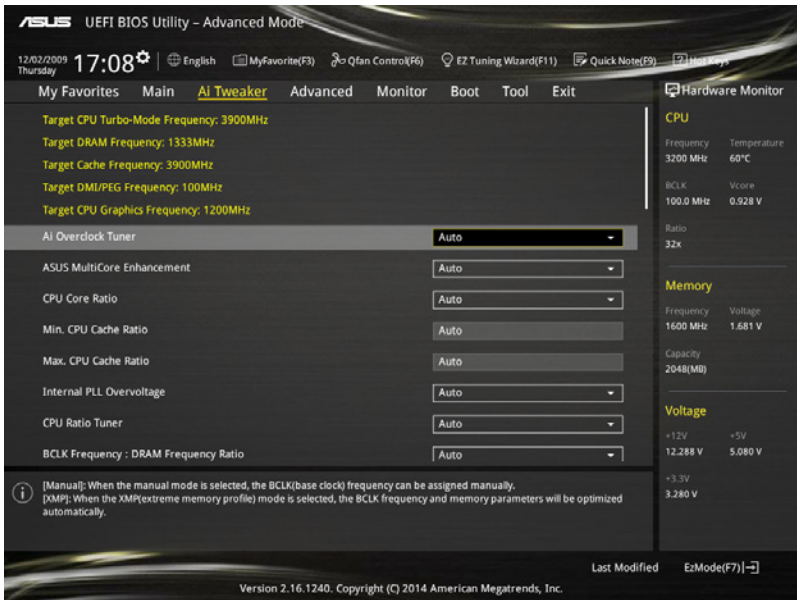 ASUS UEFI BIOS Utility – Advanced Mode
12/02/2009 Thursday 17:08 English MyFavorite(F3) Qfan Control(F6) EZ Tuning Wizard(F11) Quick Note(F9) Hot Keys
My Favorites Main Ai Tweaker Advanced Monitor Boot Tool Exit
Target CPU Turbo-Mode Frequency: 3900MHz
Target DRAM Frequency: 1333MHz
Target Cache Frequency: 3900MHz
Target DMI/PEG Frequency: 100MHz
Target CPU Graphics Frequency: 1200MHz
Ai Overclock Tuner Auto
ASUS MultiCore Enhancement Auto
CPU Core Ratio Auto
Min. CPU Cache Ratio Auto
Max. CPU Cache Ratio Auto
Internal PLL Overvoltage Auto
CPU Ratio Tuner Auto
BCLK Frequency : DRAM Frequency Ratio Auto
[Manual]: When the manual mode is selected, the BCLK(base clock) frequency can be assigned manually.
[XMP]: When the XMP(extreme memory profile) mode is selected, the BCLK frequency and memory parameters will be optimized
automatically.
Hardware Monitor
CPU
Frequency Temperature
3200 MHz 60°C
BCLK Vcore
100.0 MHz 0.928 V
Ratio
32x
Memory
Frequency Voltage
1600 MHz 1.681 V
Capacity
2048(MB)
Voltage
+12V +5V
12.288 V 5.080 V
+3.3V
3.280 V
Last Modified EzMode(F7)
Version 2.16.1240. Copyright (C) 2014 American Megatrends, Inc.